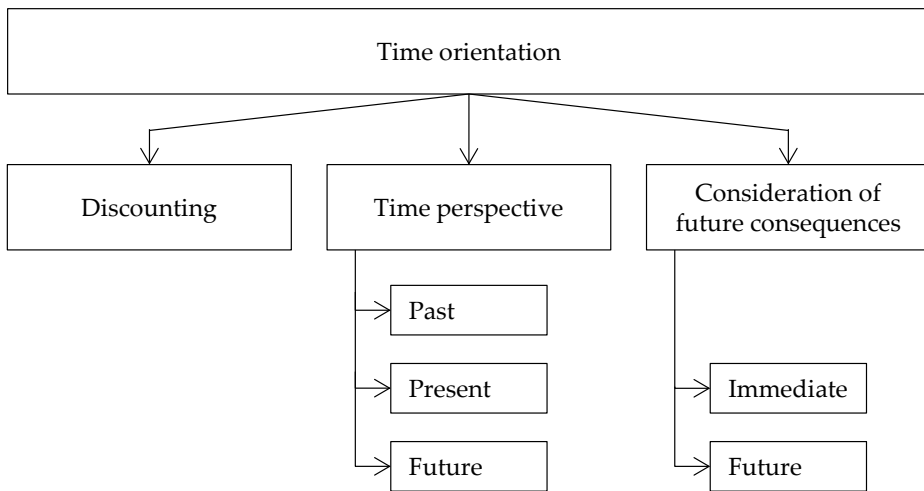 Time orientation
Discounting
Time perspective
Consideration of
future consequences
Past
Present
Future
Immediate
Future